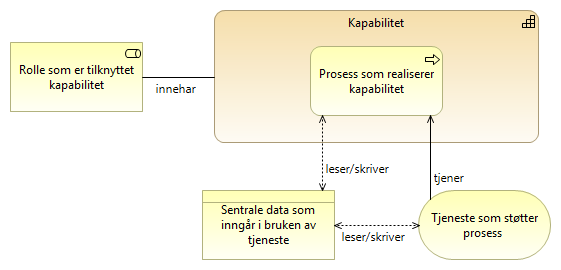 Kapabilitet
Rolle som er tilknyttet
kapabilitet
innehar
Prosess som realiserer
kapabilitet
leser/skriver
tjener
Sentrale data som
inngår i bruken av
tjeneste
leser/skriver
Tjeneste som støtter
prosess